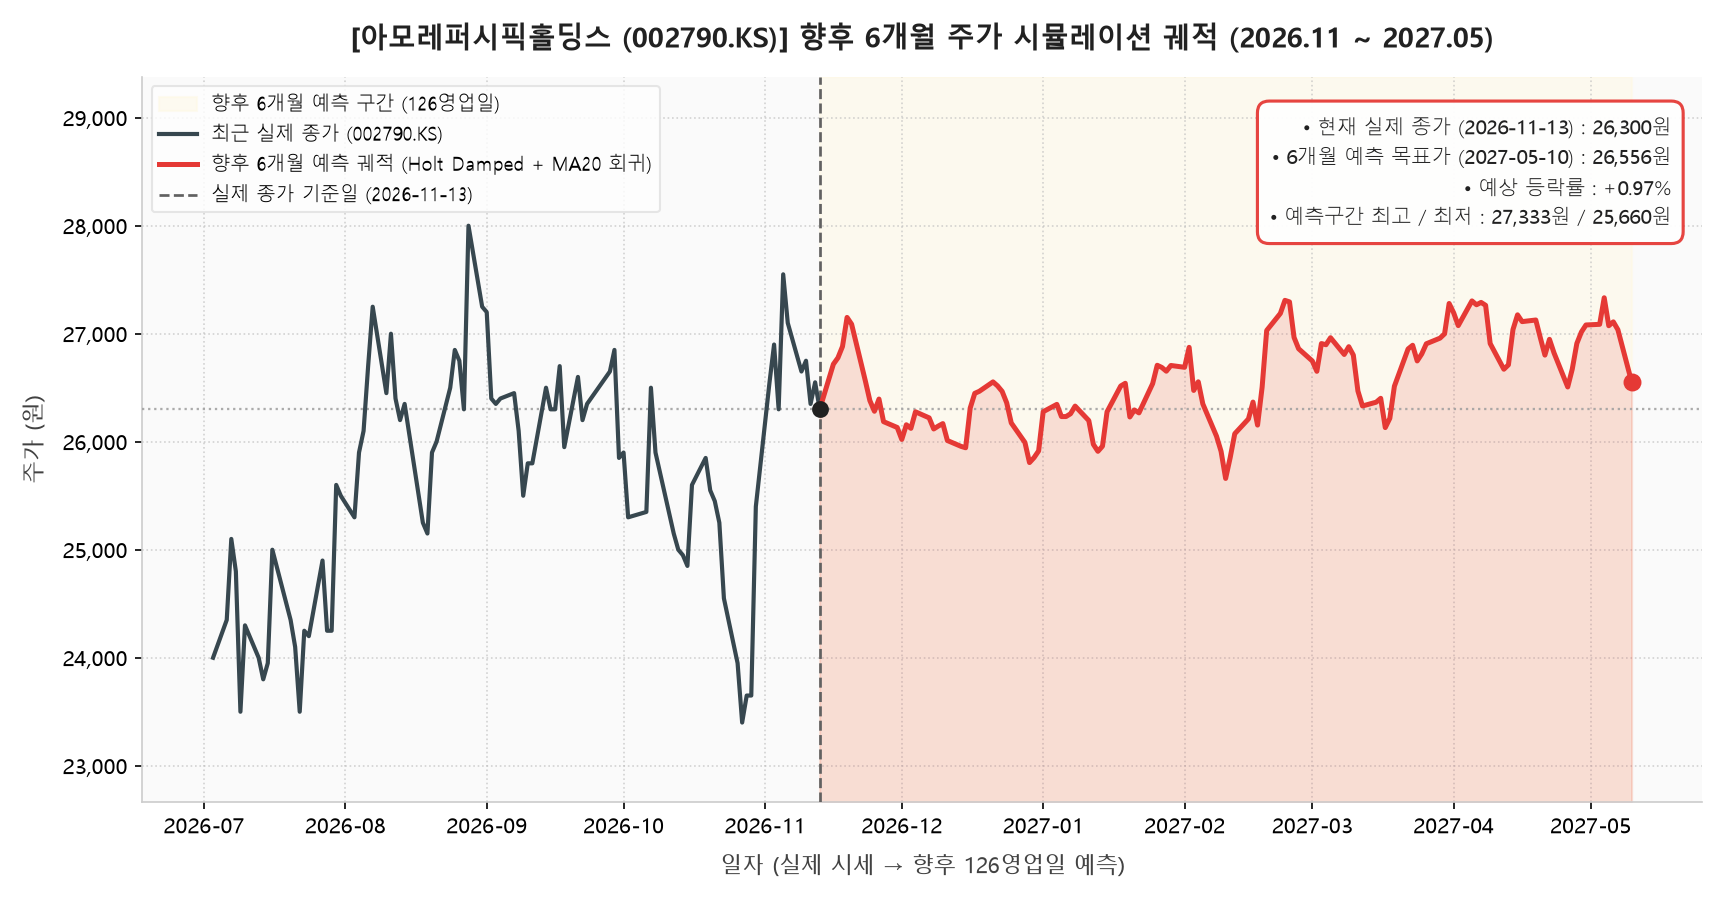 [아모레퍼시픽홀딩스 (002790.KS)] 향후 6개월 주가 시뮬레이션 궤적 (2026.11 ~ 2027.05)
향후 6개월 예측 구간 (126영업일)
최근 실제 종가 (002790.KS)
향후 6개월 예측 궤적 (Holt Damped + MA20 회귀)
실제 종가 기준일 (2026-11-13)
• 현재 실제 종가 (2026-11-13) : 26,300원
• 6개월 예측 목표가 (2027-05-10) : 26,556원
• 예상 등락률 : +0.97%
• 예측구간 최고 / 최저 : 27,333원 / 25,660원
주가 (원)
29,000
28,000
27,000
26,000
25,000
24,000
23,000
2026-07 2026-08 2026-09 2026-10 2026-11 2026-12 2027-01 2027-02 2027-03 2027-04 2027-05
일자 (실제 시세 → 향후 126영업일 예측)